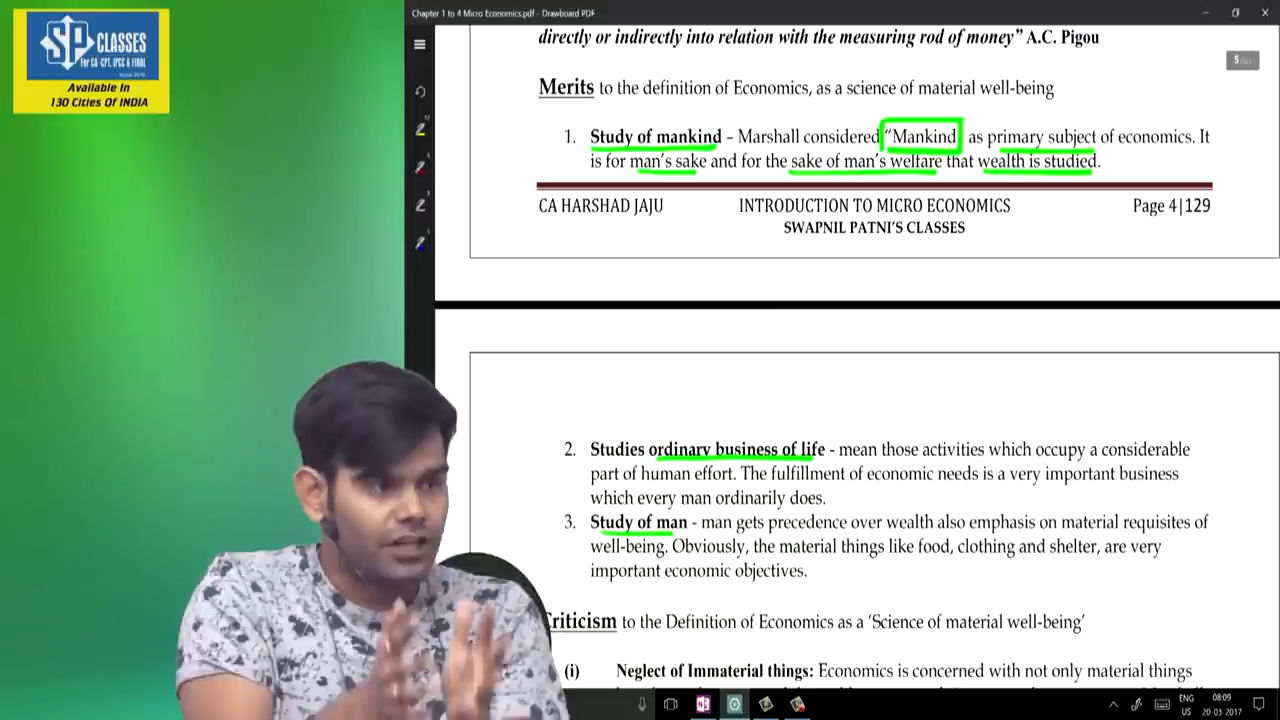 SP CLASSES
For CA -CPT, IPCC & FINAL
Available In
130 Cities Of INDIA
Chapter 1 to 4 Micro Economics.pdf - Drawboard PDF
directly or indirectly into relation with the measuring rod of money” A.C. Pigou
Merits to the definition of Economics, as a science of material well-being
1. Study of mankind – Marshall considered “Mankind as primary subject of economics. It
is for man’s sake and for the sake of man’s welfare that wealth is studied.
CA HARSHAD JAJU INTRODUCTION TO MICRO ECONOMICS Page 4|129
SWAPNIL PATNI’S CLASSES
2. Studies ordinary business of life - mean those activities which occupy a considerable
part of human effort. The fulfillment of economic needs is a very important business
which every man ordinarily does.
3. Study of man - man gets precedence over wealth also emphasis on material requisites of
well-being. Obviously, the material things like food, clothing and shelter, are very
important economic objectives.
Criticism to the Definition of Economics as a ‘Science of material well-being’
(i) Neglect of Immaterial things: Economics is concerned with not only material things
ENG 08:09
US 20-03-2017